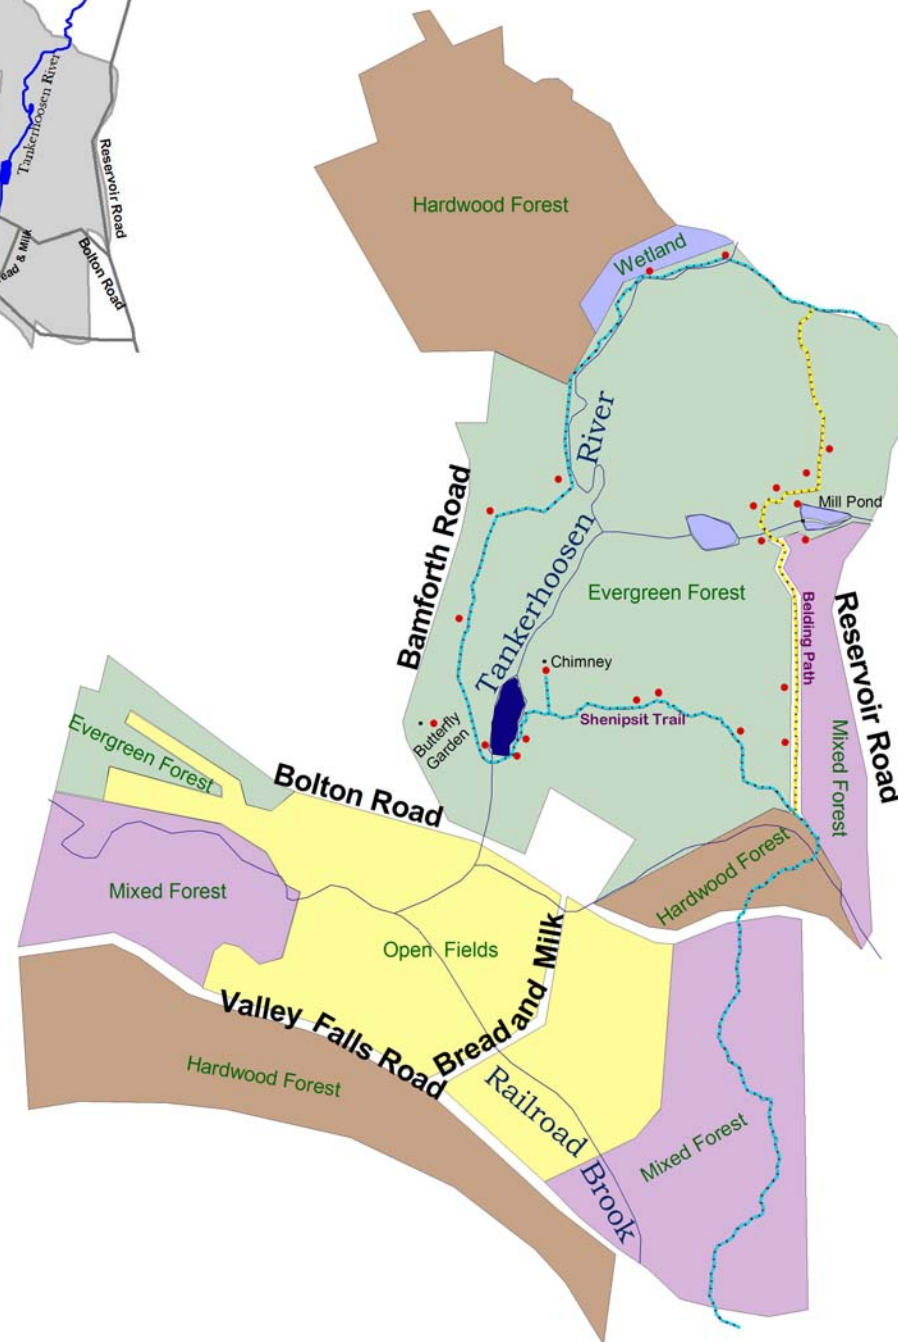 Tankerhoosen River
Reservoir Road
Bolton Road
ead & Milk
Hardwood Forest
Wetland
River
Tankerhoosen
Bamforth Road
Mill Pond
Evergreen Forest
Belding Path
Reservoir Road
Chimney
Shenipsit Trail
Mixed Forest
Butterfly
Garden
Evergreen Forest
Bolton Road
Hardwood Forest
Mixed Forest
Open Fields
Bread and Milk
Valley Falls Road
Hardwood Forest
Railroad
Brook
Mixed Forest